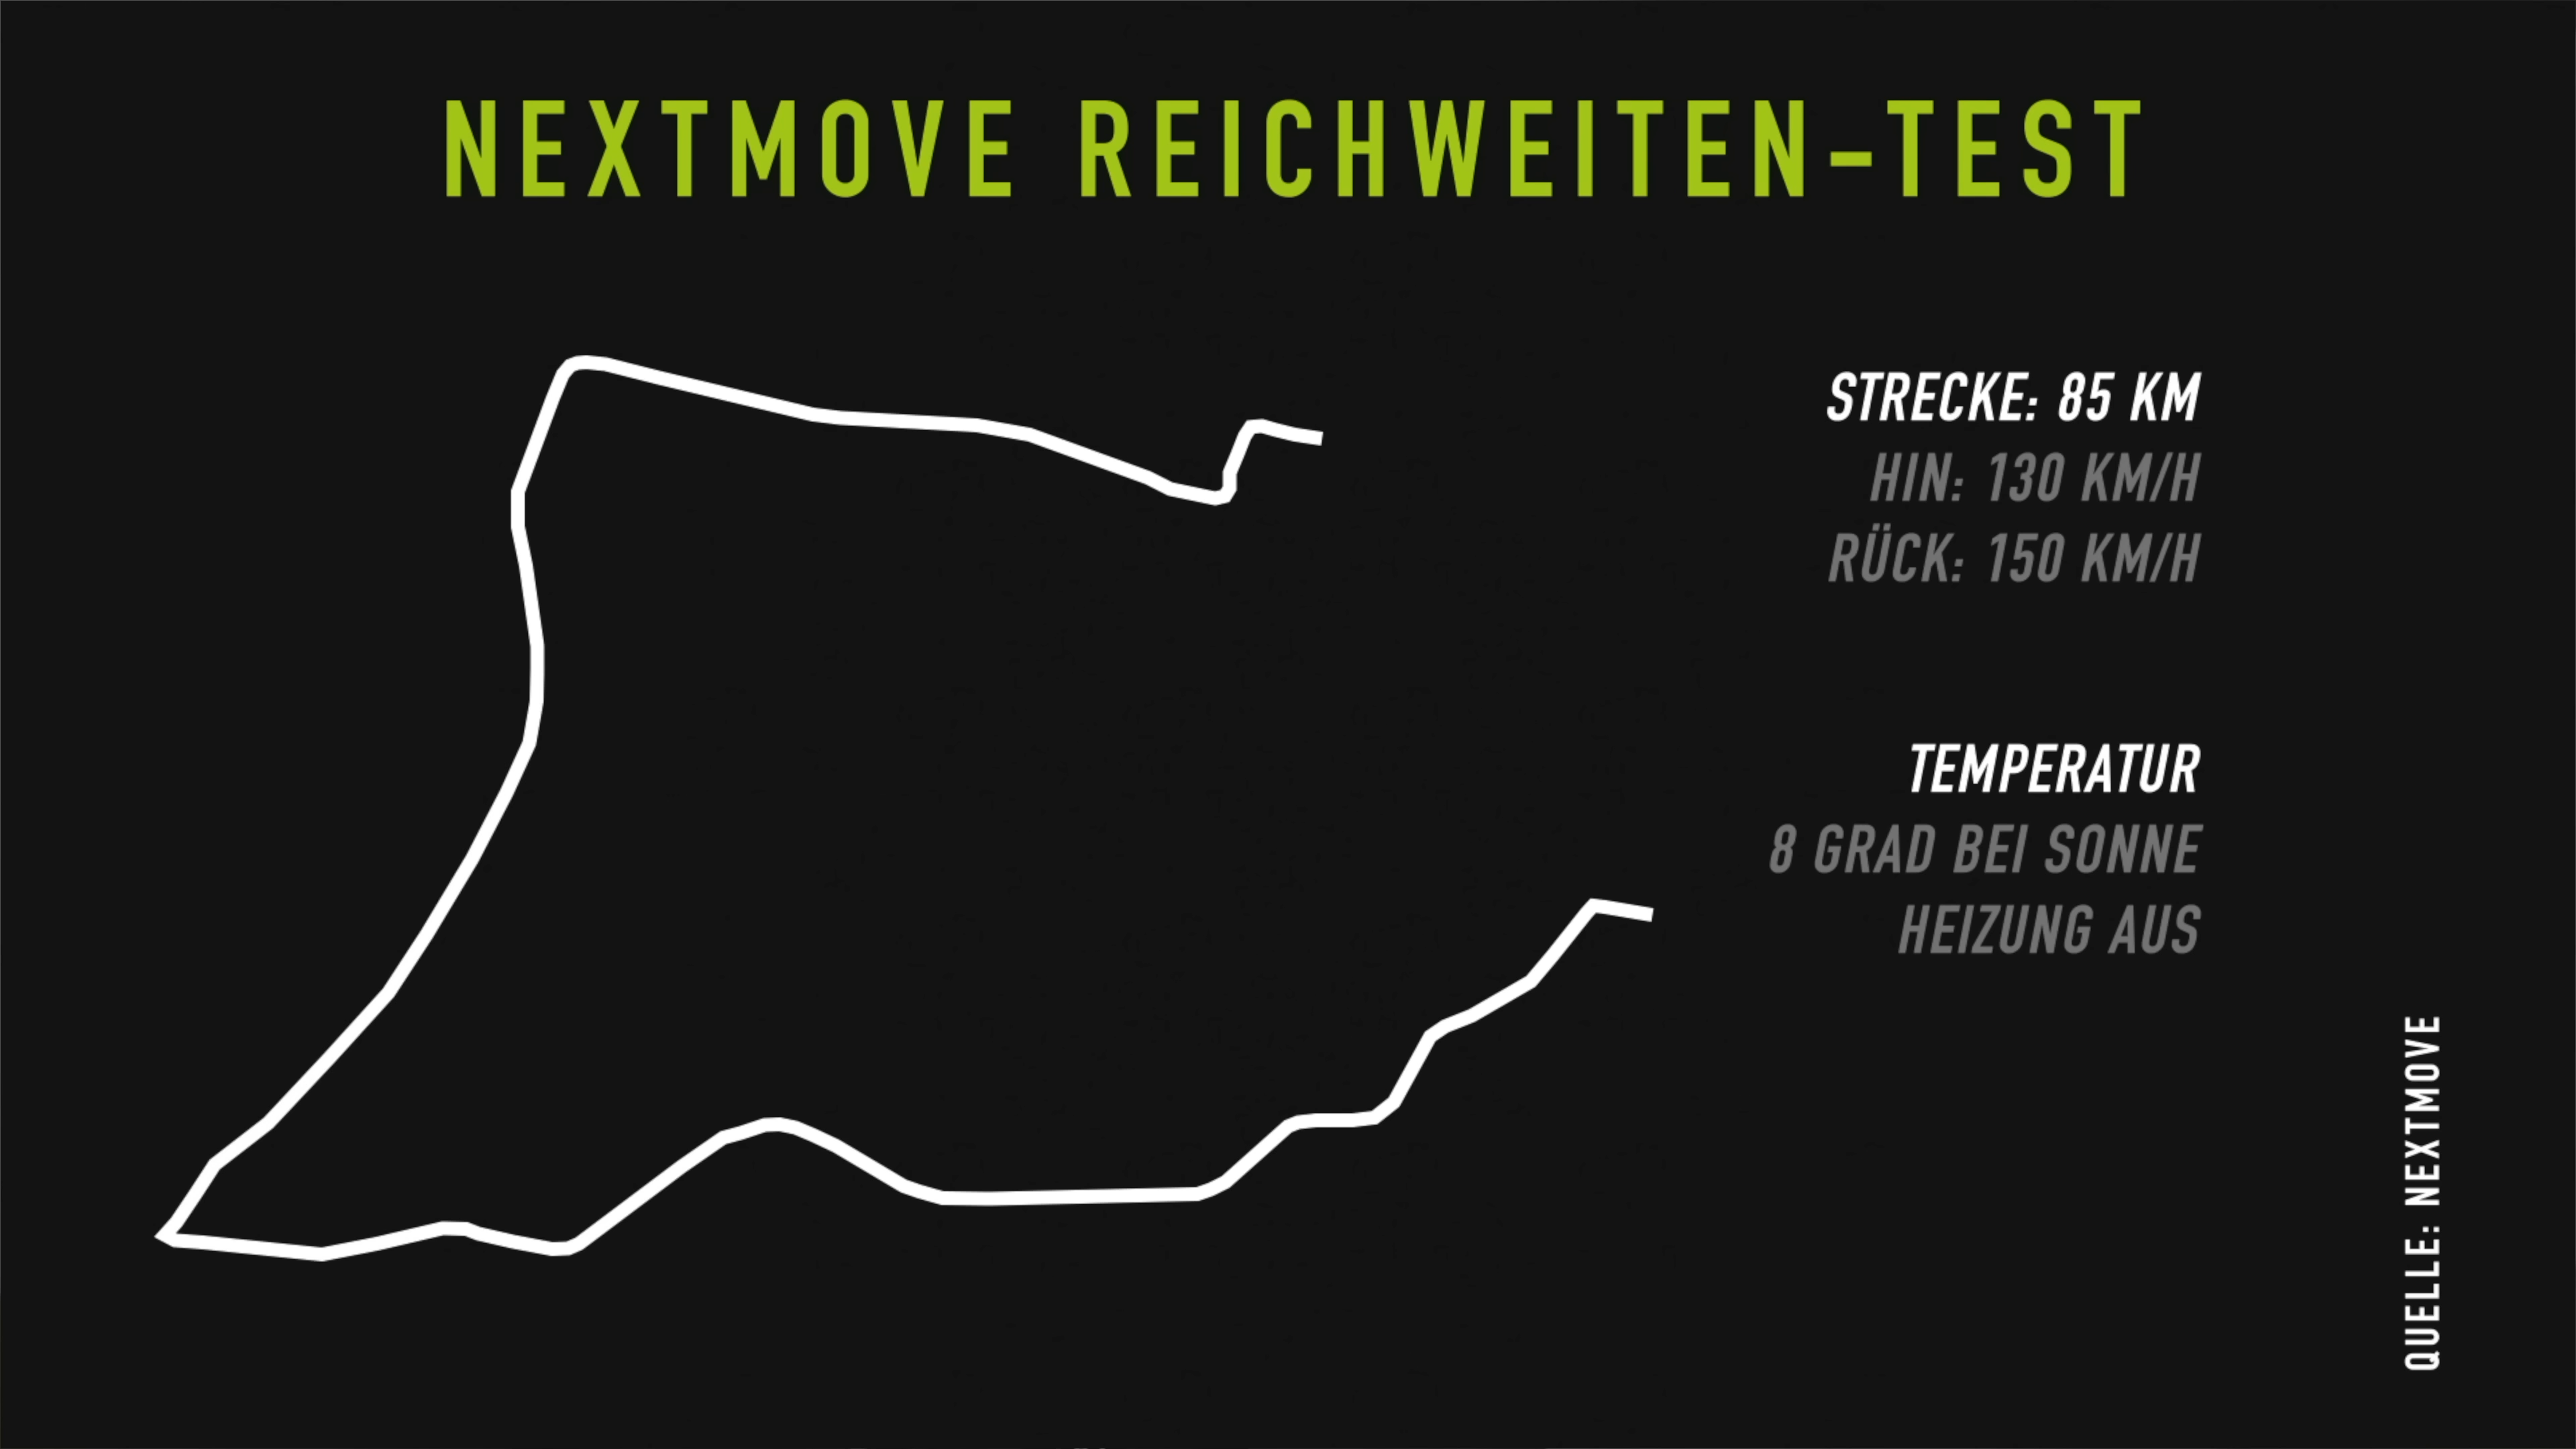 NEXTMOVE REICHWEITEN-TEST
STRECKE: 85 KM
HIN: 130 KM/H
RÜCK: 150 KM/H
TEMPERATUR
8 GRAD BEI SONNE
HEIZUNG AUS
QUELLE: NEXTMOVE